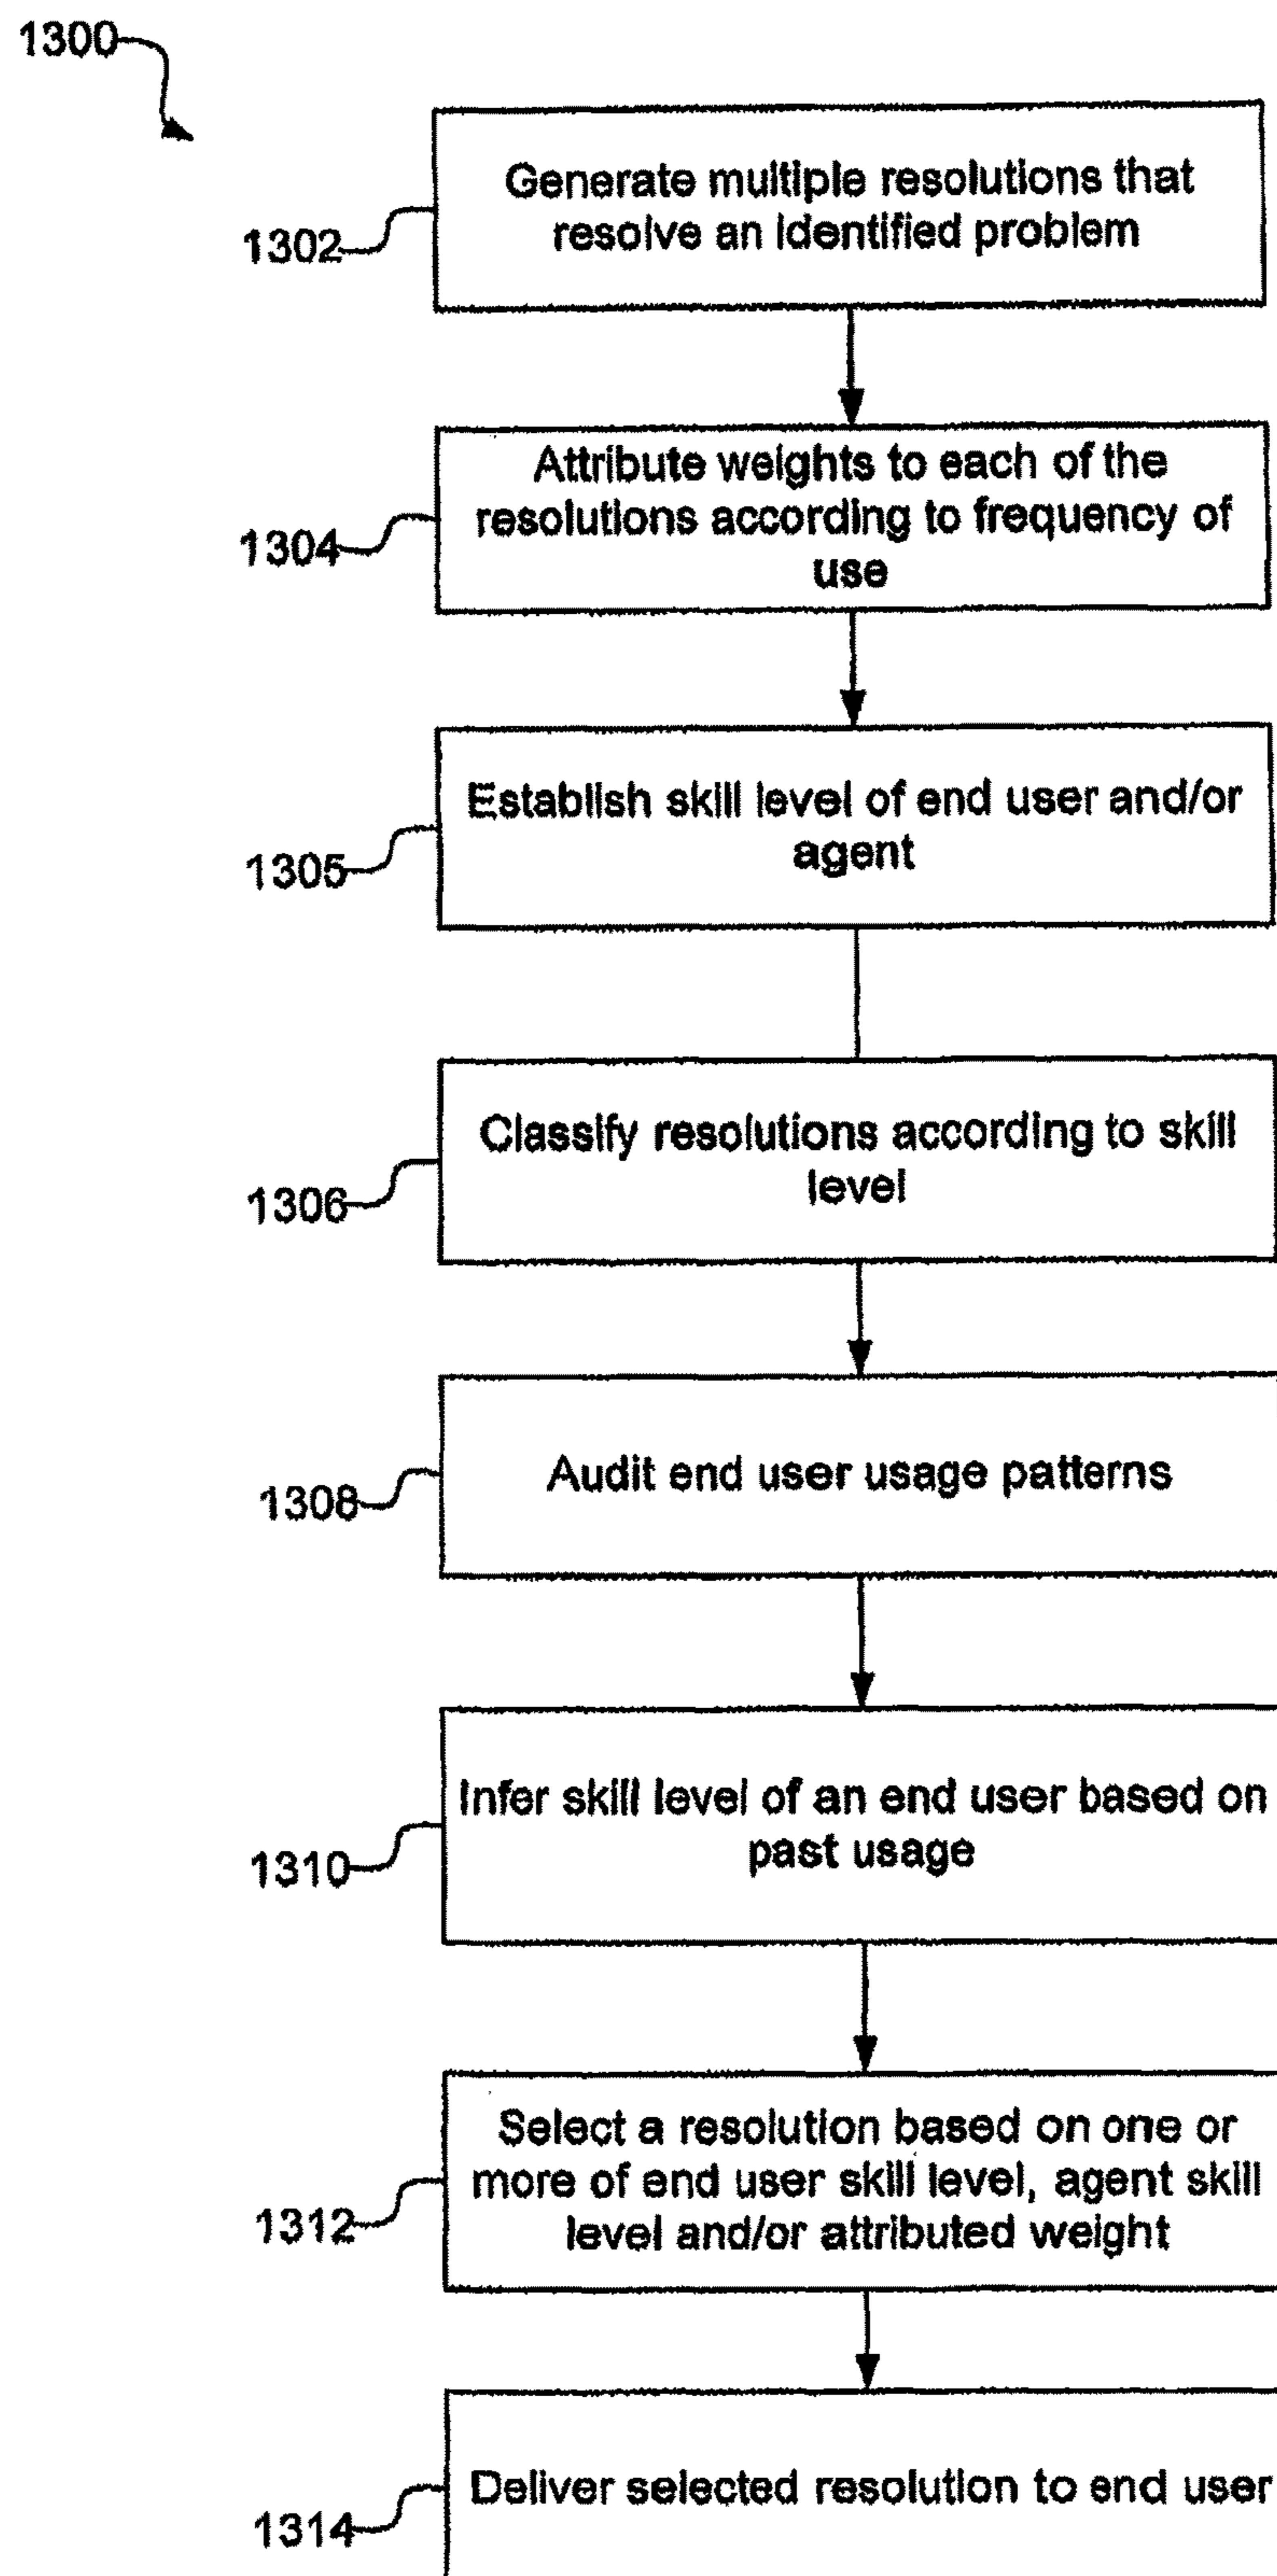 1300
Generate multiple resolutions that
resolve an identified problem
1302
Attribute weights to each of the
resolutions according to frequency of
use
1304
Establish skill level of end user and/or
agent
1305
Classify resolutions according to skill
level
1306
Audit end user usage patterns
1308
Infer skill level of an end user based on
past usage
1310
Select a resolution based on one or
more of end user skill level, agent skill
level and/or attributed weight
1312
Deliver selected resolution to end user
1314